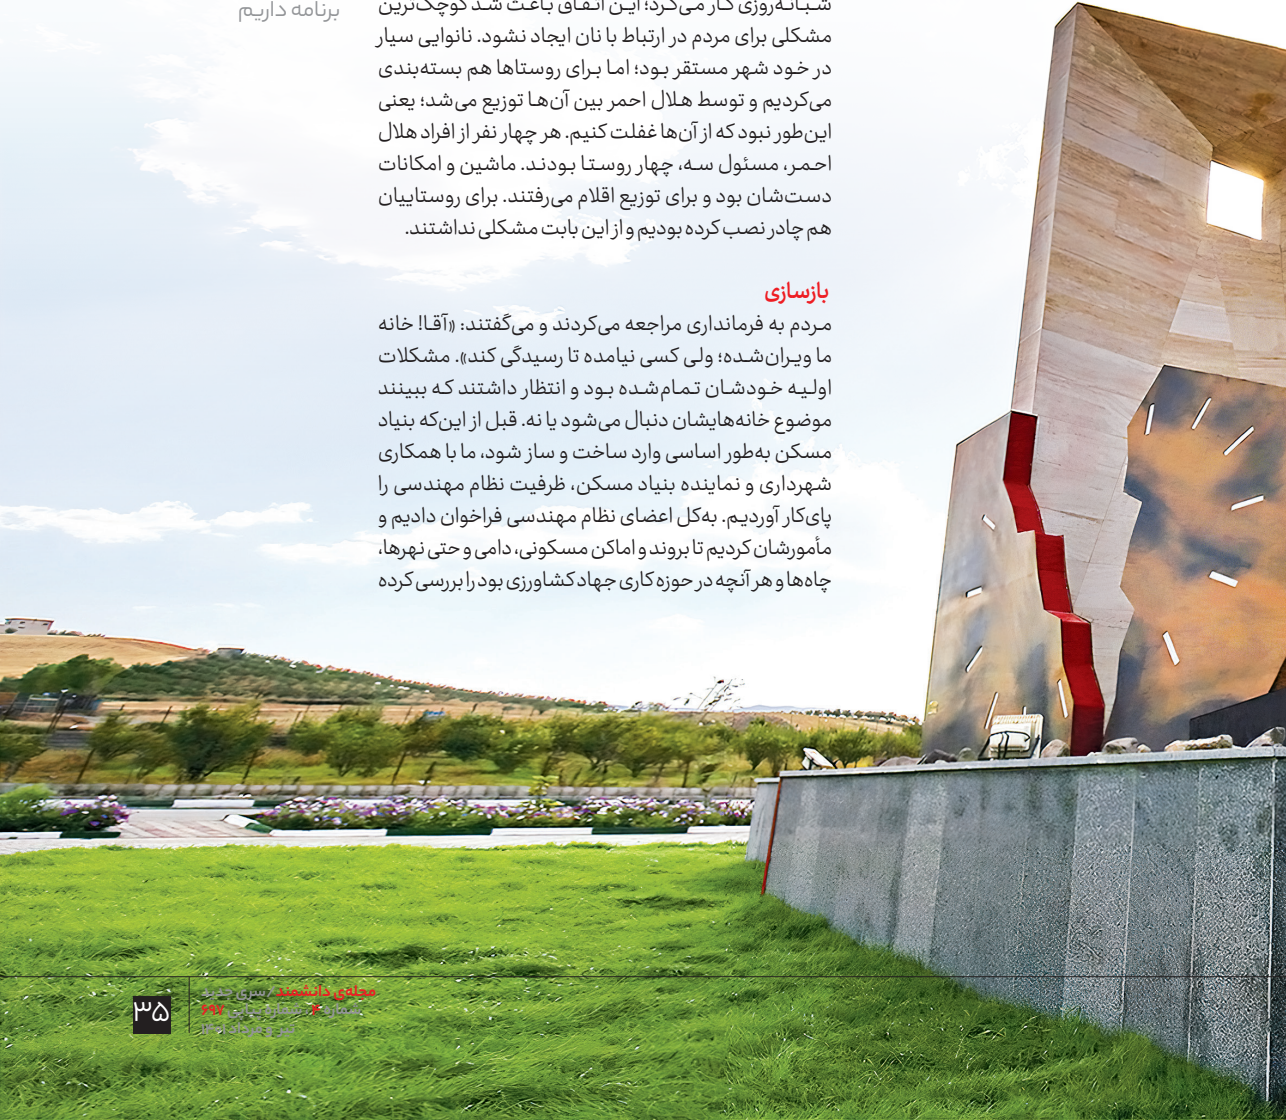 شبانه‌روزی کار می‌کرد؛ این اتفاق باعث شد کوچک‌ترین
مشکلی برای مردم در ارتباط با نان ایجاد نشود. نانوایی سیار
در خود شهر مستقر بود؛ اما برای روستاها هم بسته‌بندی
می‌کردیم و توسط هلال احمر بین آن‌ها توزیع می‌شد؛ یعنی
این‌طور نبود که از آن‌ها غفلت کنیم. هر چهار نفر از افراد هلال
احمر، مسئول سه، چهار روستا بودند. ماشین و امکانات
دست‌شان بود و برای توزیع اقلام می‌رفتند. برای روستاییان
هم چادر نصب کرده بودیم و از این بابت مشکلی نداشتند.
بازسازی
مردم به فرمانداری مراجعه می‌کردند و می‌گفتند: «آقا! خانه
ما ویران‌شده؛ ولی کسی نیامده تا رسیدگی کند». مشکلات
اولیه خودشان تمام‌شده بود و انتظار داشتند که ببینند
موضوع خانه‌هایشان دنبال می‌شود یا نه. قبل از این‌که بنیاد
مسکن به‌طور اساسی وارد ساخت و ساز شود، ما با همکاری
شهرداری و نماینده بنیاد مسکن، ظرفیت نظام مهندسی را
پای‌کار آوردیم. به‌کل اعضای نظام مهندسی فراخوان دادیم و
مأمورشان کردیم تا بروند و اماکن مسکونی، دامی و حتی نهرها،
چاه‌ها و هر آنچه در حوزه کاری جهاد کشاورزی بود را بررسی کرده
برنامه داریم
مجله‌ی دانشمند / سری جدید
شماره ۷ / شماره پیاپی ۶۹۷
۳۵